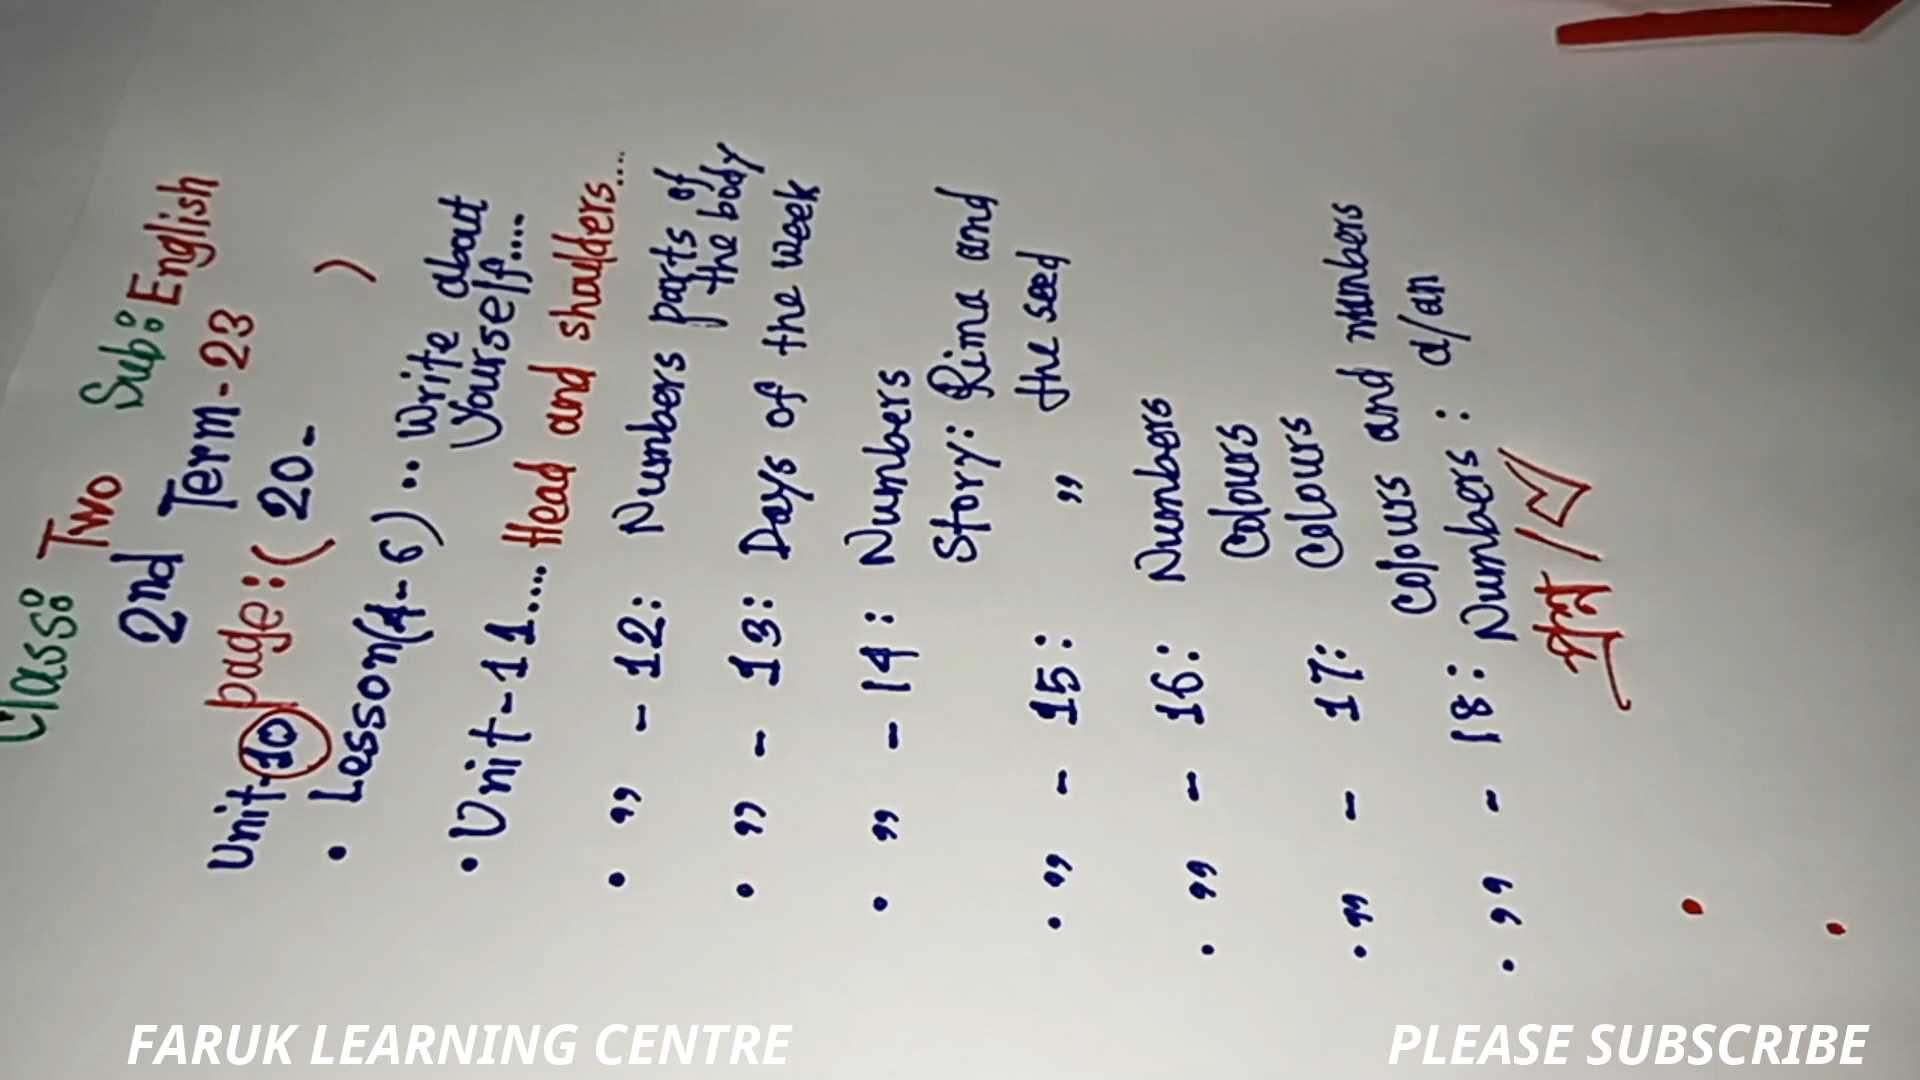 Class: Two Sub: English
2nd Term - 23
Unit-10 page: ( 20- )
• Lesson(4-6) ... Write about
Yourself....
• Unit-11.... Head and shoulders....
• ,, - 12: Numbers parts of
the body
• ,, - 13: Days of the week
• ,, - 14: Numbers
Story: Rima and
the seed
• ,, - 15: ,,
• ,, - 16: Numbers
Colours
• ,, - 17: Colours
Colours and numbers
• ,, - 18: Numbers: a/an
FARUK LEARNING CENTRE
PLEASE SUBSCRIBE